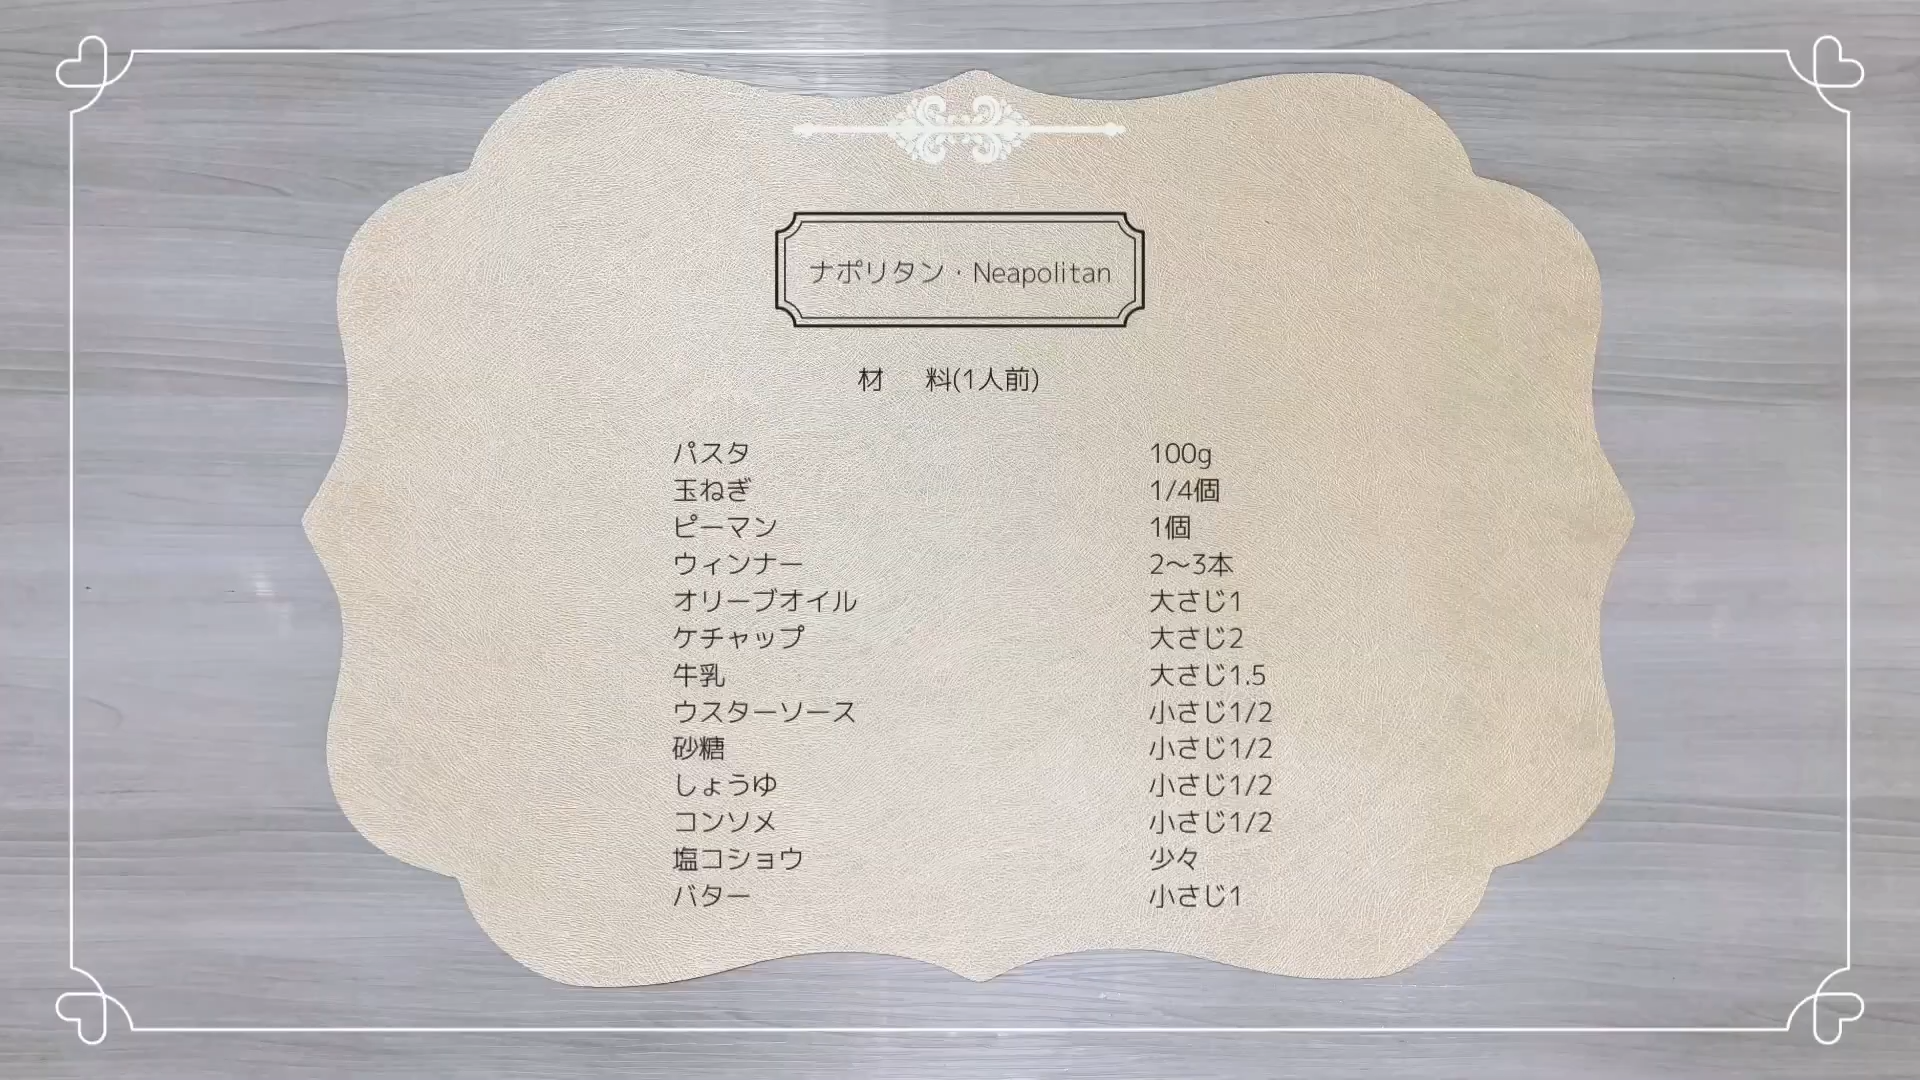 ナポリタン・Neapolitan
材 料(1人前)
パスタ 100g
玉ねぎ 1/4個
ピーマン 1個
ウィンナー 2〜3本
オリーブオイル 大さじ1
ケチャップ 大さじ2
牛乳 大さじ1.5
ウスターソース 小さじ1/2
砂糖 小さじ1/2
しょうゆ 小さじ1/2
コンソメ 小さじ1/2
塩コショウ 少々
バター 小さじ1